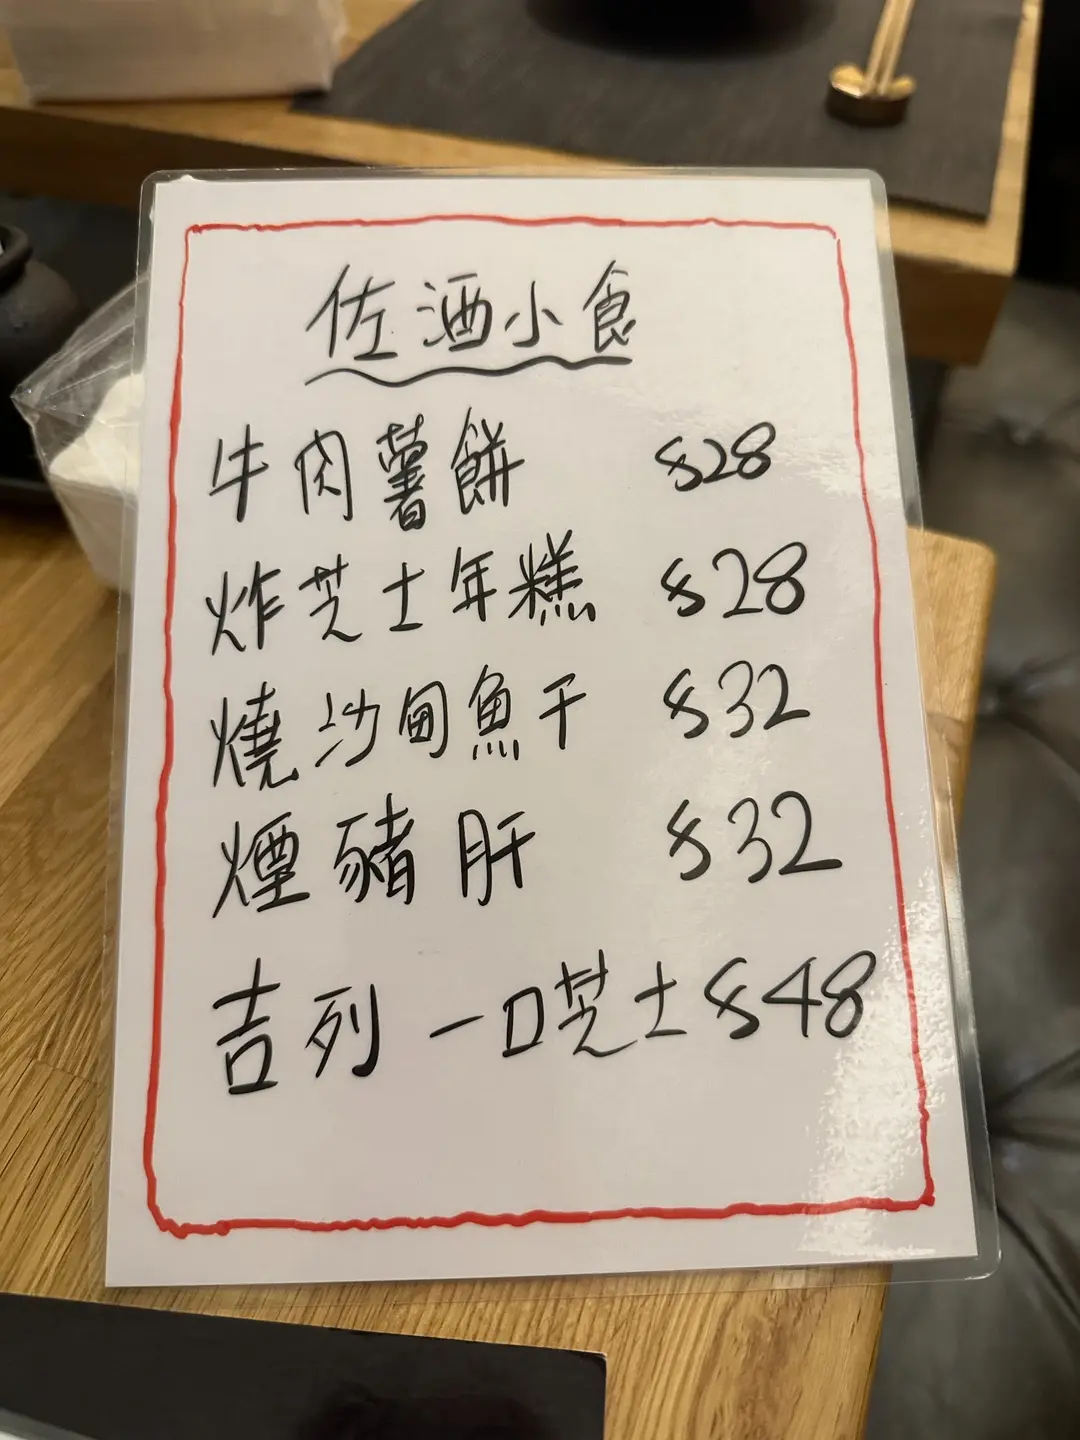 佐酒小食
牛肉薯餅 $28
炸芝士年糕 $28
燒沙甸魚干 $32
煙豬肝 $32
吉列一口芝士 $48